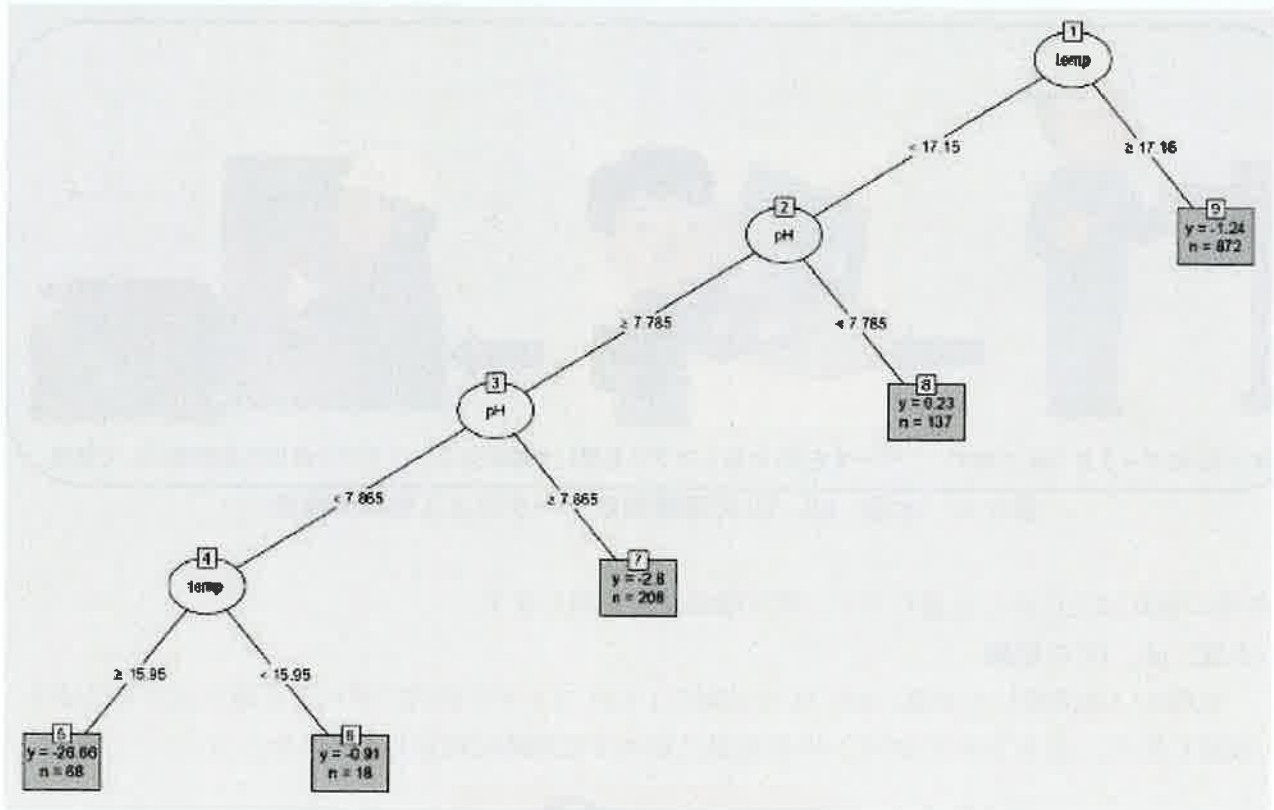 1
temp
< 17.15
≥ 17.16
2
pH
9
y = -1.24
n = 872
≥ 7.785
< 7.785
3
pH
8
y = 0.23
n = 137
< 7.865
≥ 7.865
4
temp
7
y = -2.8
n = 208
≥ 15.95
< 15.95
5
y = -26.66
n = 68
6
y = -0.91
n = 18